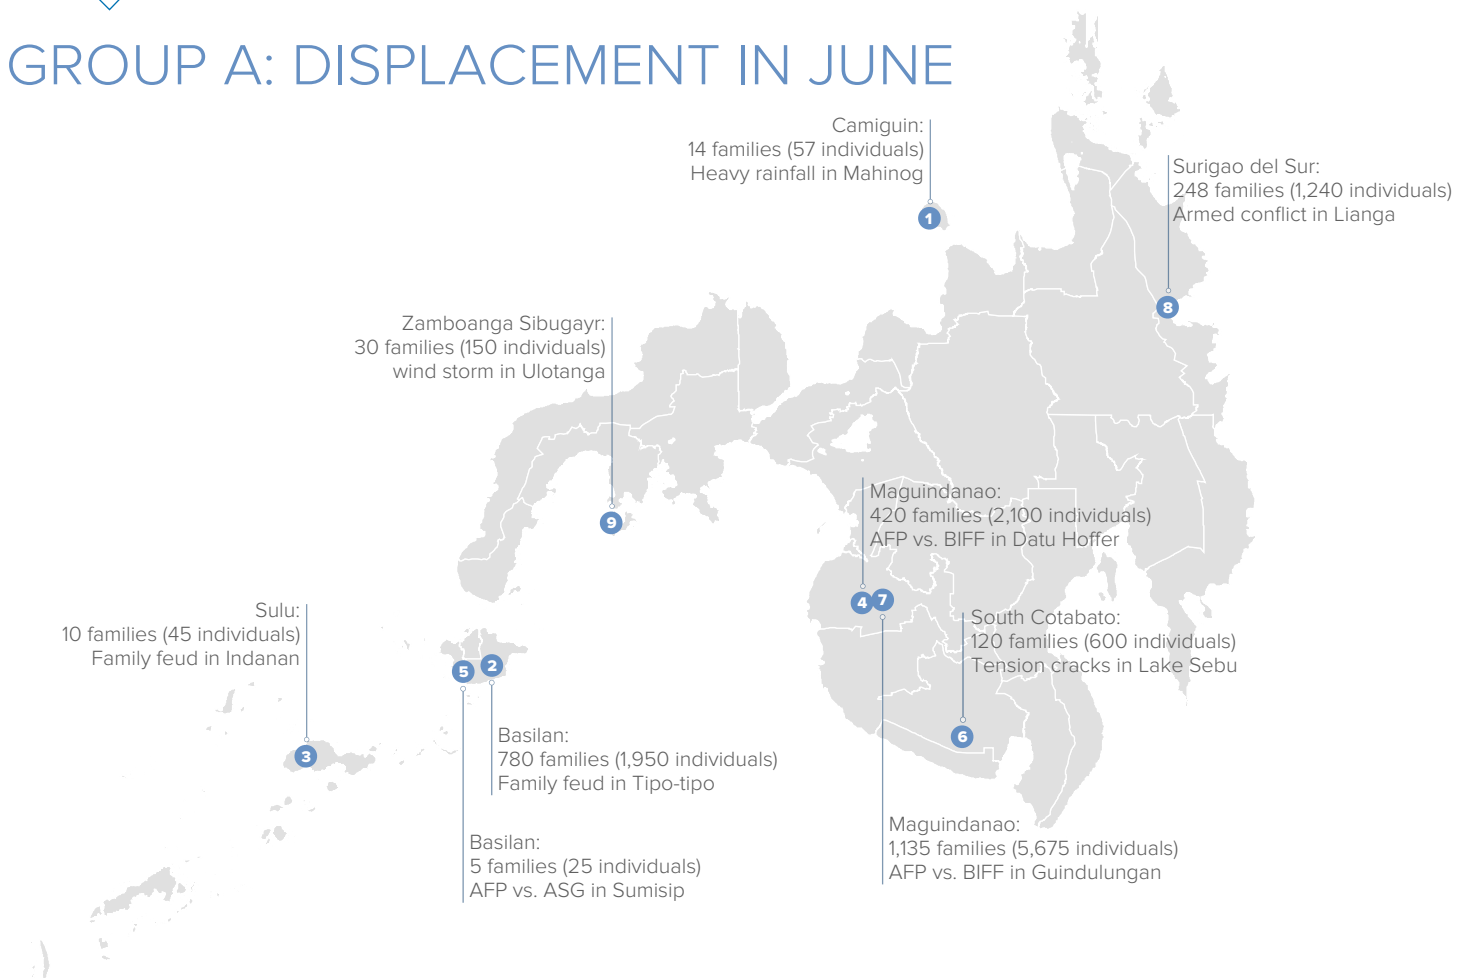 GROUP A: DISPLACEMENT IN JUNE
Camiguin:
14 families (57 individuals)
Heavy rainfall in Mahinog
1
Surigao del Sur:
248 families (1,240 individuals)
Armed conflict in Lianga
8
Zamboanga Sibugayr:
30 families (150 individuals)
wind storm in Ulotanga
9
Maguindanao:
420 families (2,100 individuals)
AFP vs. BIFF in Datu Hoffer
4
7
Sulu:
10 families (45 individuals)
Family feud in Indanan
3
South Cotabato:
120 families (600 individuals)
Tension cracks in Lake Sebu
6
5
2
Basilan:
780 families (1,950 individuals)
Family feud in Tipo-tipo
Basilan:
5 families (25 individuals)
AFP vs. ASG in Sumisip
Maguindanao:
1,135 families (5,675 individuals)
AFP vs. BIFF in Guindulungan